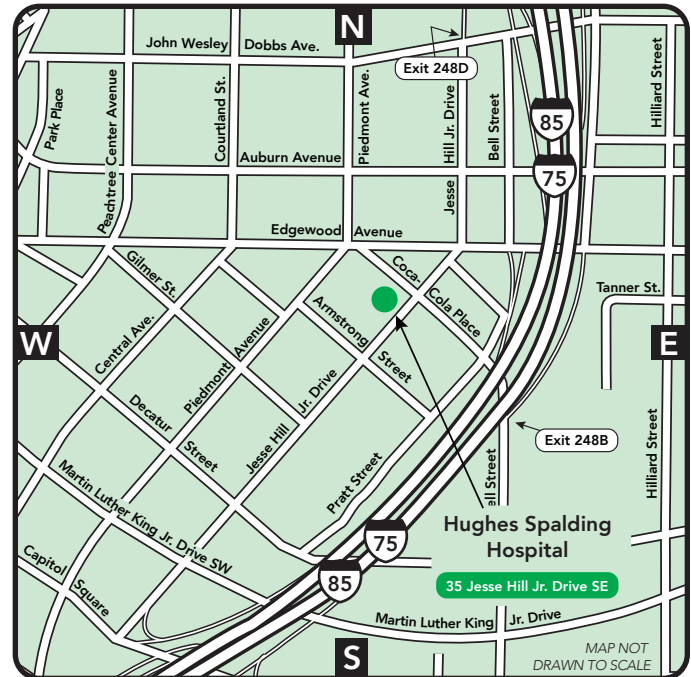 N
John Wesley Dobbs Ave.
Exit 248D
Park Place
Peachtree Center Avenue
Courtland St.
Piedmont Ave.
Jesse Hill Jr. Drive
Bell Street
Hilliard Street
85
75
Auburn Avenue
Edgewood Avenue
Gilmer St.
Coca-Cola Place
Tanner St.
Armstrong Street
W
E
Central Ave.
Piedmont Avenue
Jesse Hill Jr. Drive
Decatur Street
Exit 248B
Hilliard Street
ell Street
Pratt Street
Martin Luther King Jr. Drive SW
Hughes Spalding
Hospital
75
85
35 Jesse Hill Jr. Drive SE
Capitol Square
Martin Luther King Jr. Drive
S
MAP NOT
DRAWN TO SCALE